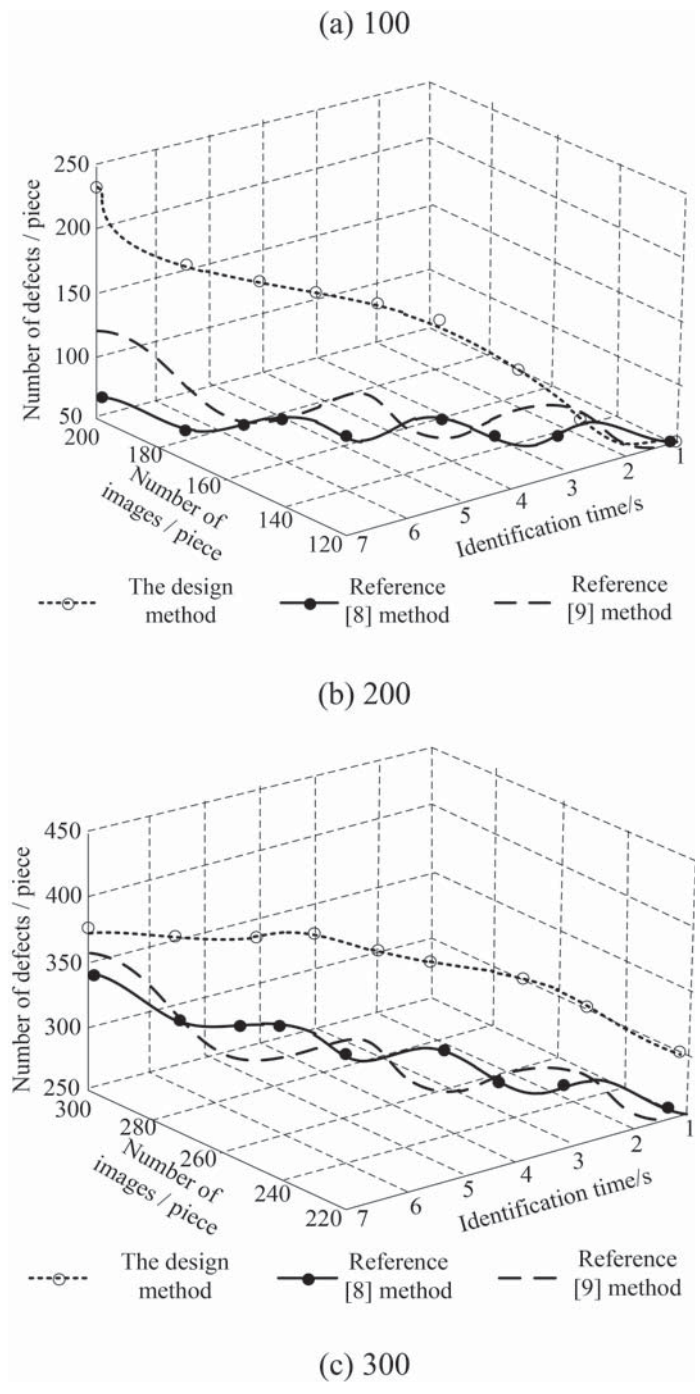 (a) 100
Number of defects / piece
250
200
150
100
50
200
180
160
140
120
Number of
images / piece
7
6
5
4
3
2
1
Identification time/s
The design
method
Reference
[8] method
Reference
[9] method
(b) 200
Number of defects / piece
450
400
350
300
250
300
280
260
240
220
Number of
images / piece
7
6
5
4
3
2
1
Identification time/s
The design
method
Reference
[8] method
Reference
[9] method
(c) 300